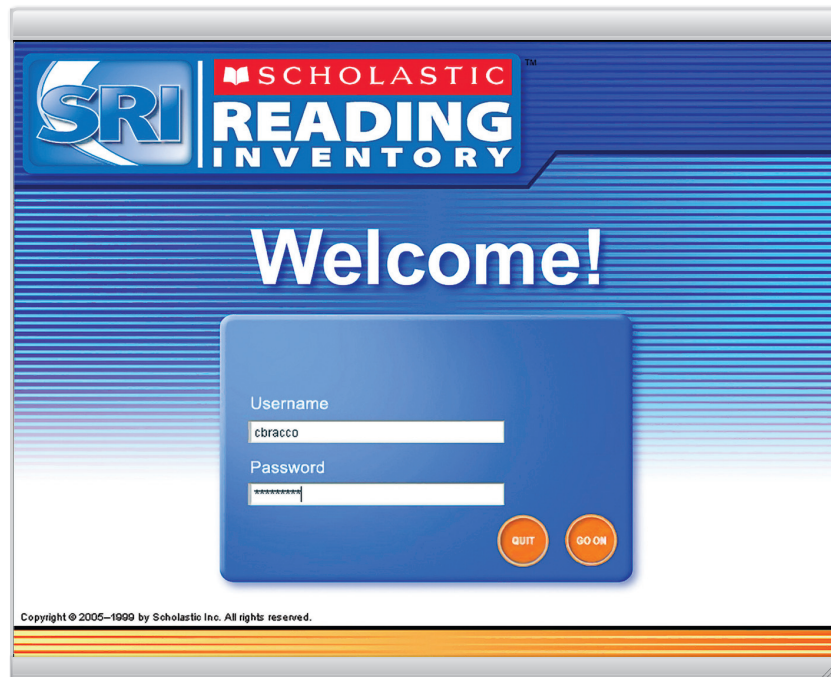 SRI
SCHOLASTIC ™
READING
INVENTORY
Welcome!
Username
cbracco
Password
*********
QUIT GO ON
Copyright © 2005–1999 by Scholastic Inc. All rights reserved.